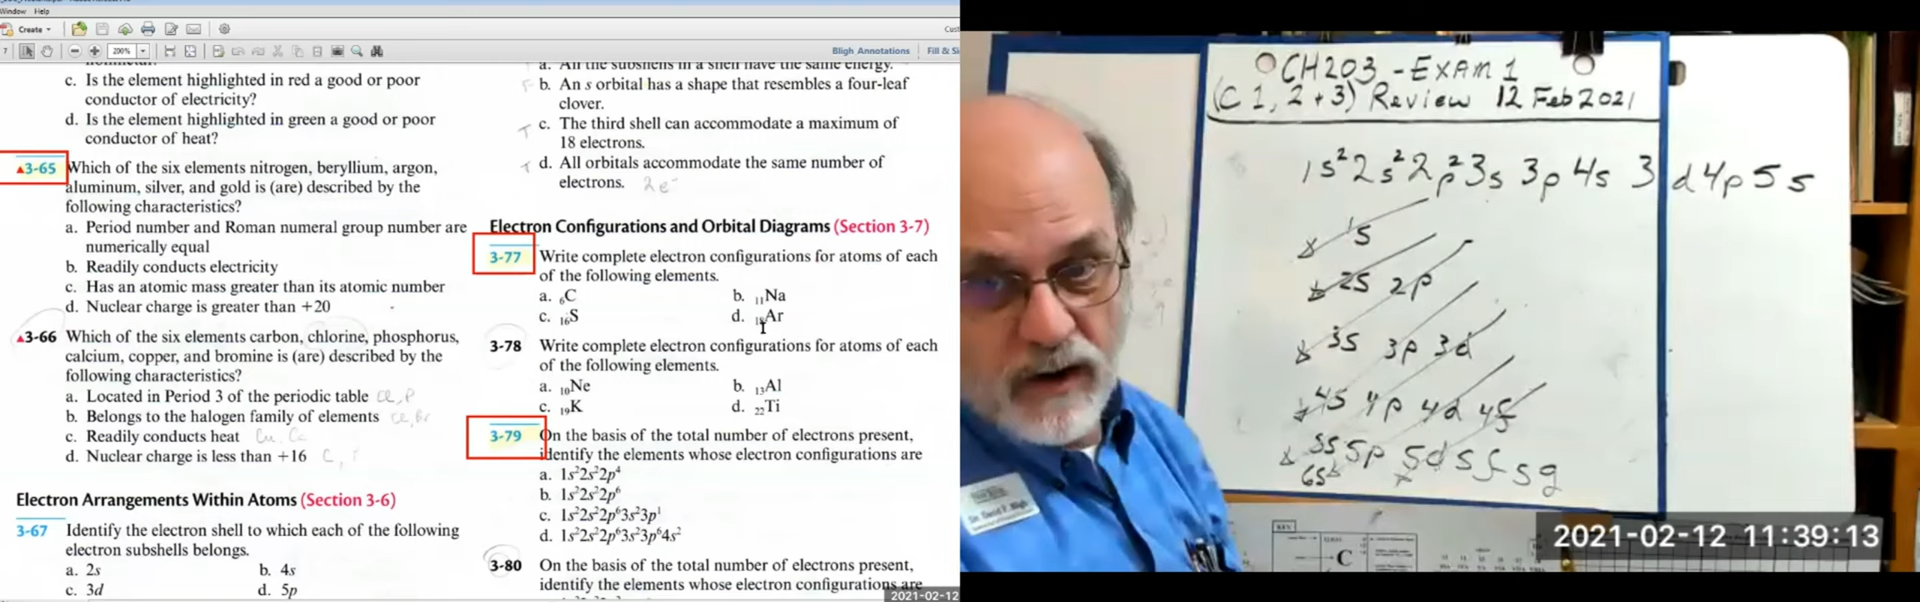 Window Help
Create
200%
Bligh Annotations
c. Is the element highlighted in red a good or poor
conductor of electricity?
d. Is the element highlighted in green a good or poor
conductor of heat?
▲3-65 Which of the six elements nitrogen, beryllium, argon,
aluminum, silver, and gold is (are) described by the
following characteristics?
a. Period number and Roman numeral group number are
numerically equal
b. Readily conducts electricity
c. Has an atomic mass greater than its atomic number
d. Nuclear charge is greater than +20
▲3-66 Which of the six elements carbon, chlorine, phosphorus,
calcium, copper, and bromine is (are) described by the
following characteristics?
a. Located in Period 3 of the periodic table
b. Belongs to the halogen family of elements
c. Readily conducts heat
d. Nuclear charge is less than +16
Electron Arrangements Within Atoms (Section 3-6)
3-67 Identify the electron shell to which each of the following
electron subshells belongs.
a. 2s b. 4s
c. 3d d. 5p
a. All the subshells in a shell have the same energy.
F b. An s orbital has a shape that resembles a four-leaf
clover.
T c. The third shell can accommodate a maximum of
18 electrons.
T d. All orbitals accommodate the same number of
electrons. 2e⁻
Electron Configurations and Orbital Diagrams (Section 3-7)
3-77 Write complete electron configurations for atoms of each
of the following elements.
a. ₆C b. ₁₁Na
c. ₁₆S d. ₁₈Ar
3-78 Write complete electron configurations for atoms of each
of the following elements.
a. ₁₀Ne b. ₁₃Al
c. ₁₉K d. ₂₂Ti
3-79 On the basis of the total number of electrons present,
identify the elements whose electron configurations are
a. 1s²2s²2p⁴
b. 1s²2s²2p⁶
c. 1s²2s²2p⁶3s²3p¹
d. 1s²2s²2p⁶3s²3p⁶4s²
3-80 On the basis of the total number of electrons present,
identify the elements whose electron configurations are
2021-02-12
CH203 - EXAM 1
(C 1, 2 + 3) Review 12 Feb 2021
1s²2s²2p²3s 3p 4s 3d 4p 5s
1s
2s 2p
3s 3p 3d
4s 4p 4d 4f
5s 5p 5d 5f 5g
6s
C
2021-02-12 11:39:13